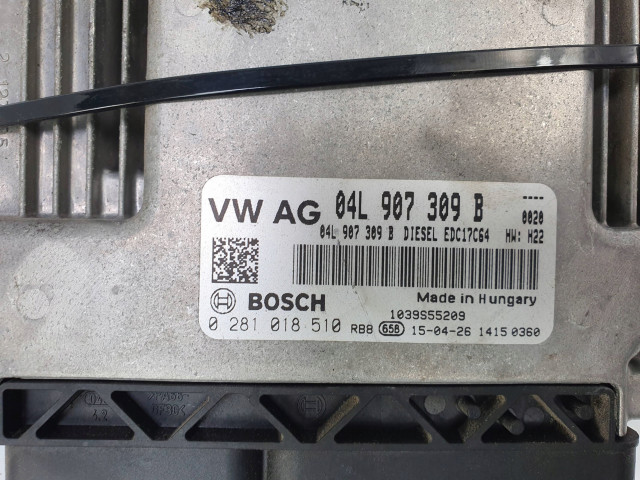 VW AG 04L 907 309 B ----
0020
04L 907 309 B DIESEL EDC17C64 HW: H22
BOSCH Made in Hungary
1039S55209
0 281 018 510 RB8 65B 15-04-26 1415 0360